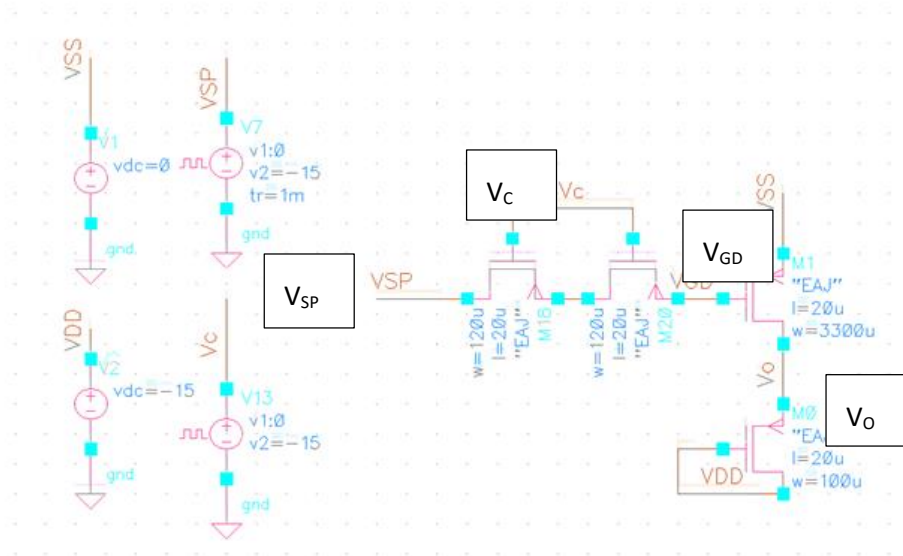 VSS
V1
vdc=0
gnd
VSP
V7
v1:0
v2=-15
tr=1m
gnd
VDD
V2
vdc=-15
gnd
Vc
V13
v1:0
v2=-15
gnd
VSP
VSP
VC
Vc
w=120u
l=20u
"EAJ"
M18
w=120u
l=20u
"EAJ"
M20
VGD
VGD
VSS
M1
"EAJ"
l=20u
w=3300u
Vo
VO
M0
l=20u
w=100u
VDD